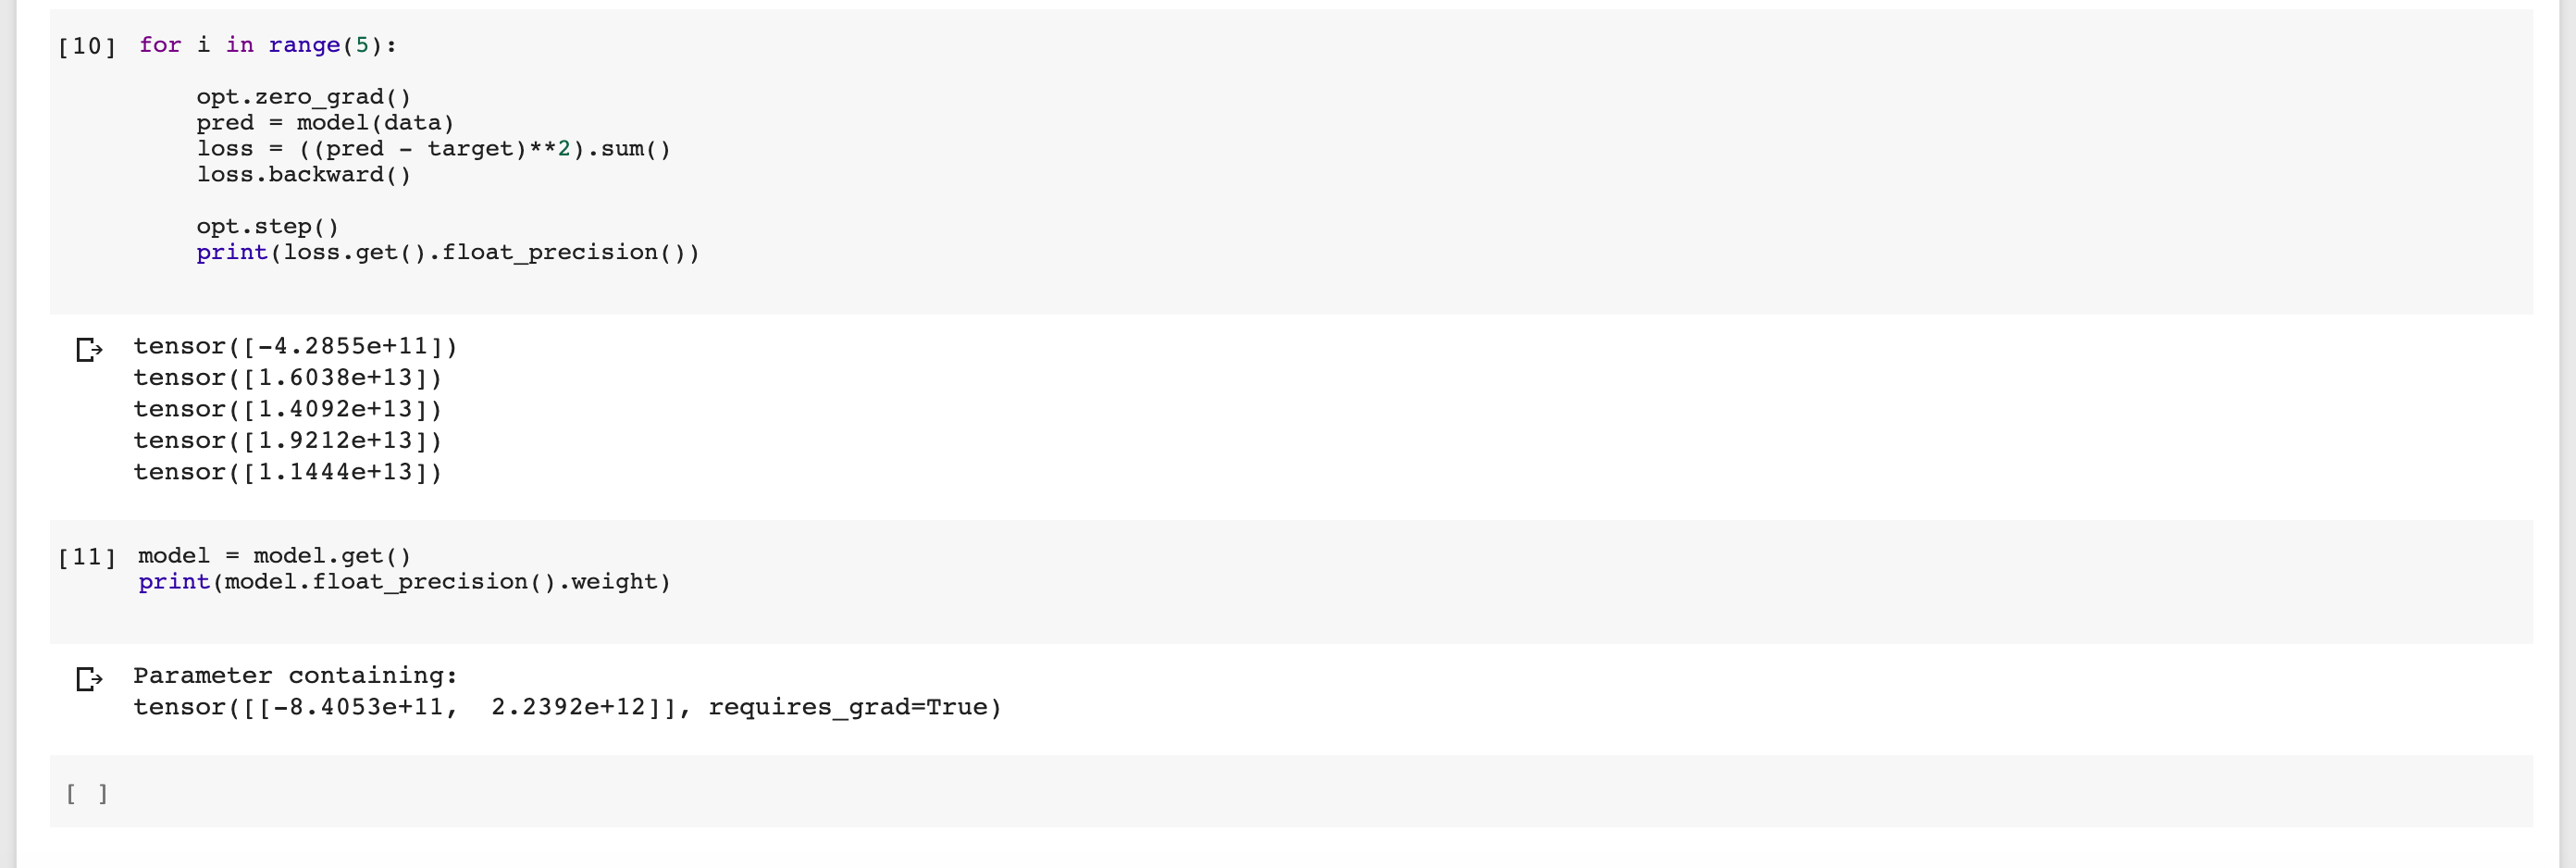 [10] for i in range(5):
opt.zero_grad()
pred = model(data)
loss = ((pred - target)**2).sum()
loss.backward()
opt.step()
print(loss.get().float_precision())
tensor([-4.2855e+11])
tensor([1.6038e+13])
tensor([1.4092e+13])
tensor([1.9212e+13])
tensor([1.1444e+13])
[11] model = model.get()
print(model.float_precision().weight)
Parameter containing:
tensor([[-8.4053e+11,  2.2392e+12]], requires_grad=True)
[ ]